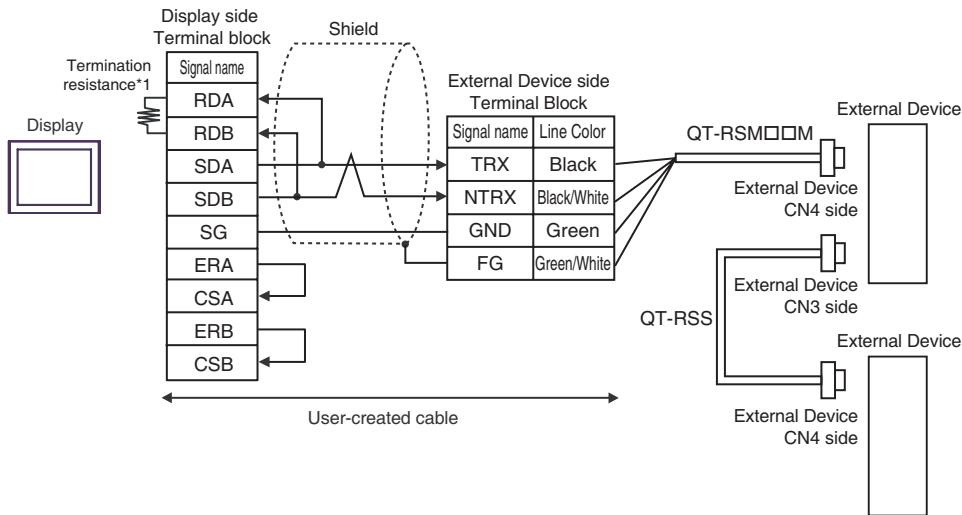 Display side
Terminal block
Shield
Termination
resistance*1
Display
Signal name
RDA
RDB
SDA
SDB
SG
ERA
CSA
ERB
CSB
External Device side
Terminal Block
Signal name Line Color
TRX Black
NTRX Black/White
GND Green
FG Green/White
User-created cable
QT-RSM□□M
External Device
External Device
CN4 side
External Device
CN3 side
QT-RSS
External Device
External Device
CN4 side